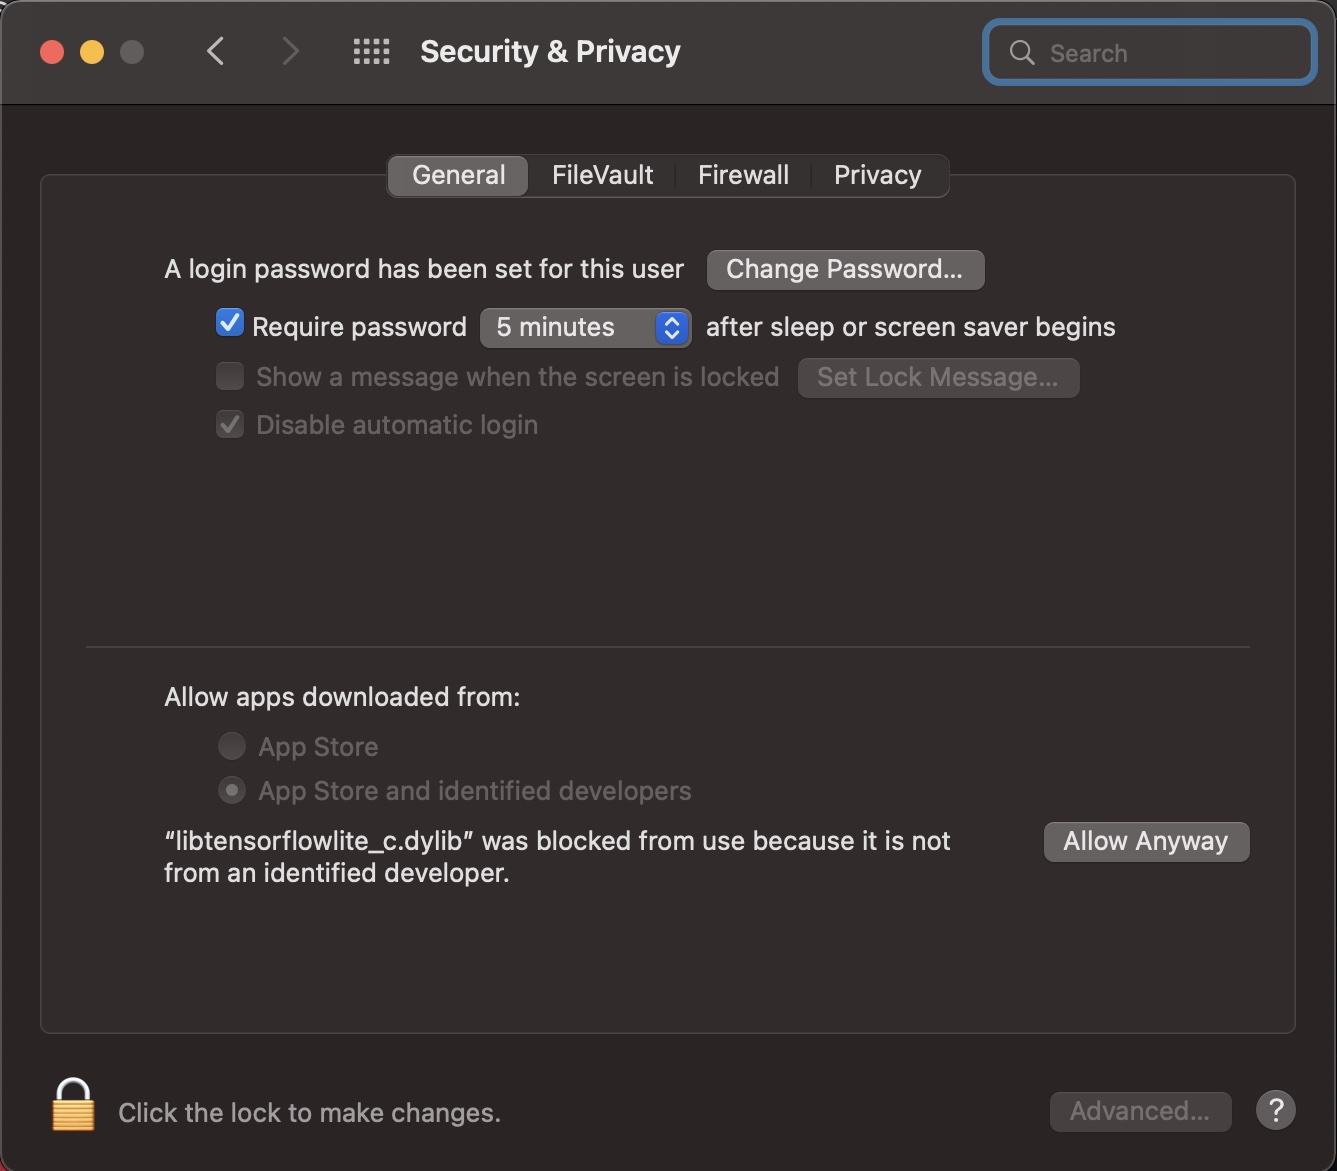 Security & Privacy
Search
General
FileVault
Firewall
Privacy
A login password has been set for this user
Change Password...
Require password 5 minutes after sleep or screen saver begins
Show a message when the screen is locked
Set Lock Message...
Disable automatic login
Allow apps downloaded from:
App Store
App Store and identified developers
“libtensorflowlite_c.dylib” was blocked from use because it is not
from an identified developer.
Allow Anyway
Click the lock to make changes.
Advanced...
?